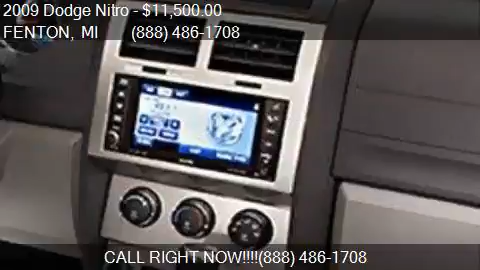 2009 Dodge Nitro - $11,500.00
FENTON, MI (888) 486-1708
CALL RIGHT NOW!!!!(888) 486-1708